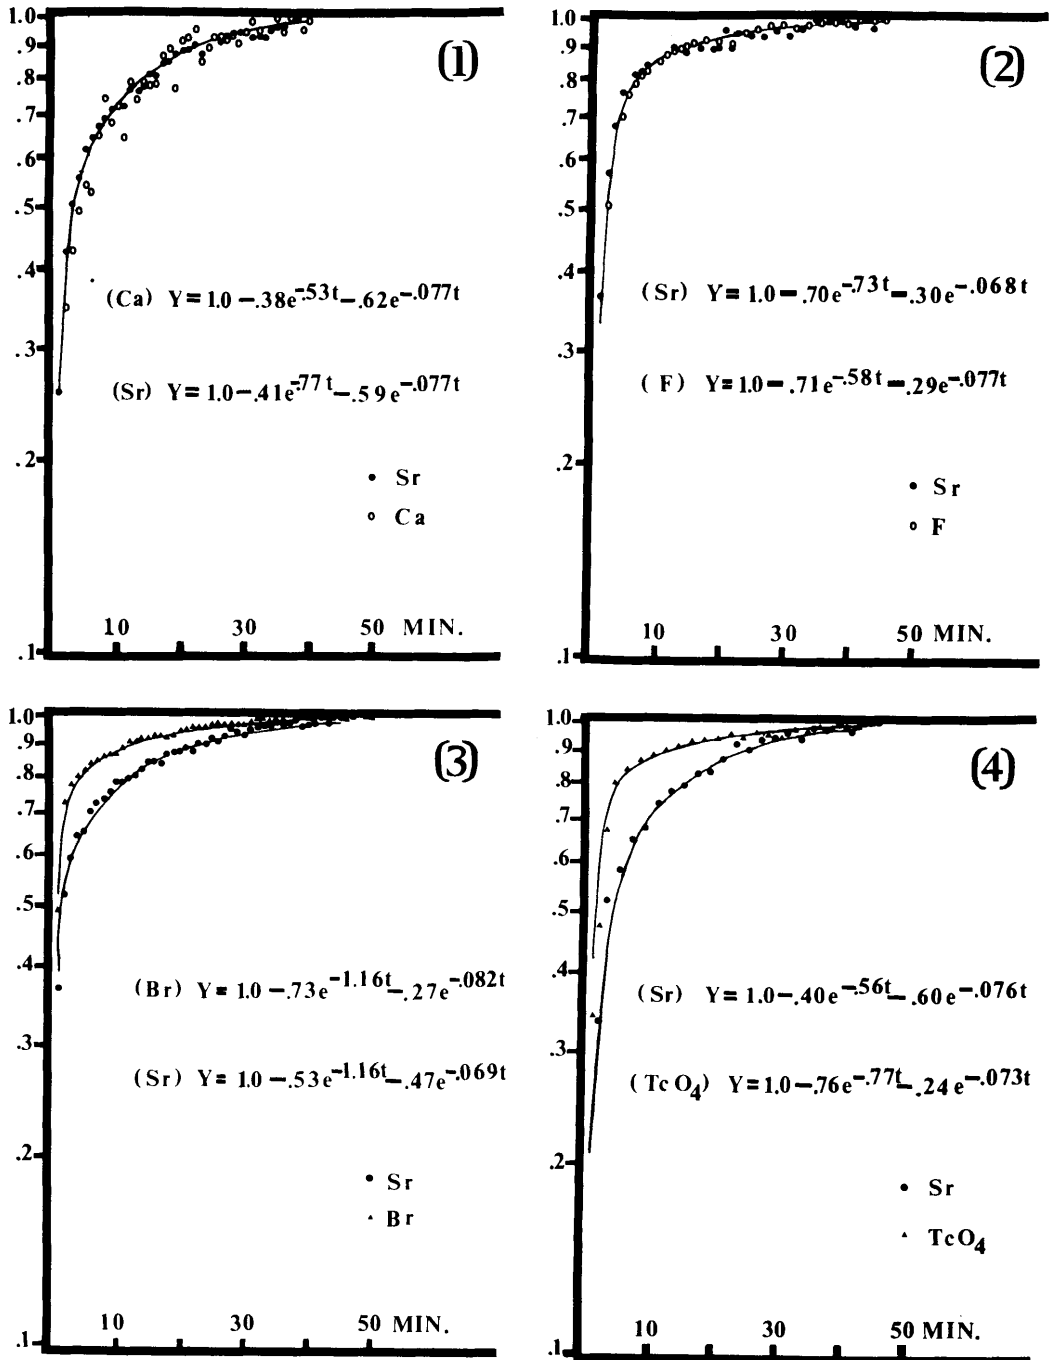 (1)
1.0
.9
.8
.7
.6
.5
.4
.3
.2
.1
(Ca) Y = 1.0 - .38e^-.53t - .62e^-.077t
(Sr) Y = 1.0 - .41e^-.77t - .59e^-.077t
Sr
Ca
10 30 50 MIN.
(2)
1.0
.9
.8
.7
.6
.5
.4
.3
.2
.1
(Sr) Y = 1.0 - .70e^-.73t - .30e^-.068t
(F) Y = 1.0 - .71e^-.58t - .29e^-.077t
Sr
F
10 30 50 MIN.
(3)
1.0
.9
.8
.7
.6
.5
.4
.3
.2
.1
(Br) Y = 1.0 - .73e^-1.16t - .27e^-.082t
(Sr) Y = 1.0 - .53e^-1.16t - .47e^-.069t
Sr
Br
10 30 50 MIN.
(4)
1.0
.9
.8
.7
.6
.5
.4
.3
.2
.1
(Sr) Y = 1.0 - .40e^-.56t - .60e^-.076t
(TcO4) Y = 1.0 - .76e^-.77t - .24e^-.073t
Sr
TcO4
10 30 50 MIN.